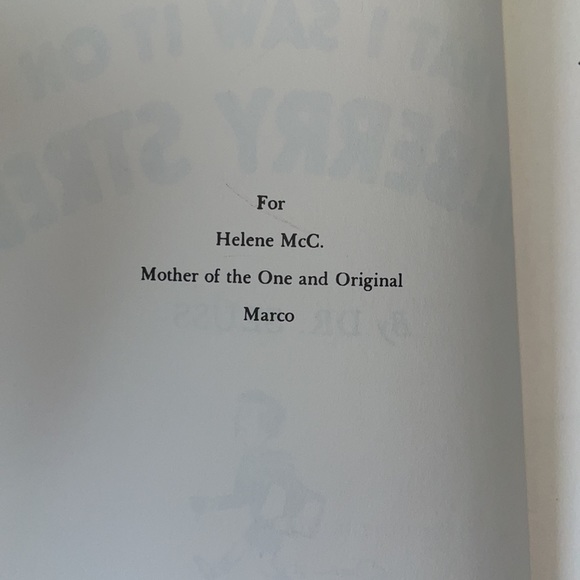 For
Helene McC.
Mother of the One and Original
Marco